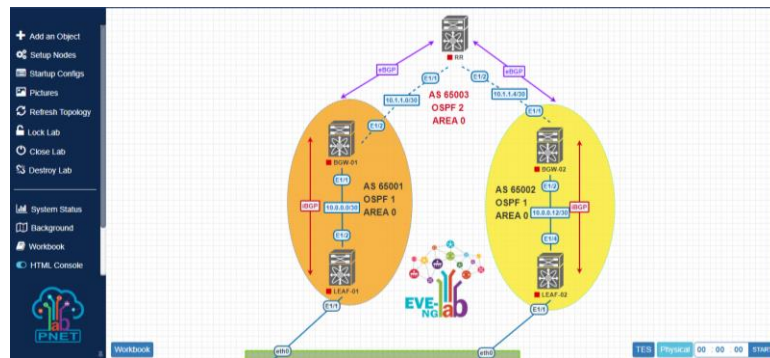 Add an Object
Setup Nodes
Startup Configs
Pictures
Refresh Topology
Lock Lab
Close Lab
Destroy Lab
System Status
Background
Workbook
HTML Console
lab
PNET
RR
eBGP
eBGP
E1/1
E1/2
10.1.1.0/30
10.1.1.4/30
AS 65003
OSPF 2
AREA 0
E1/2
E1/1
BGW-01
BGW-02
E1/1
E1/2
AS 65001
OSPF 1
AREA 0
AS 65002
OSPF 1
AREA 0
iBGP
10.0.0.0/30
10.0.0.12/30
iBGP
E1/2
E1/4
LEAF-01
LEAF-02
EVE-
NG
lab
E1/1
E1/1
eth0
eth0
Workbook
TES
Physical
00 : 00 : 00
START